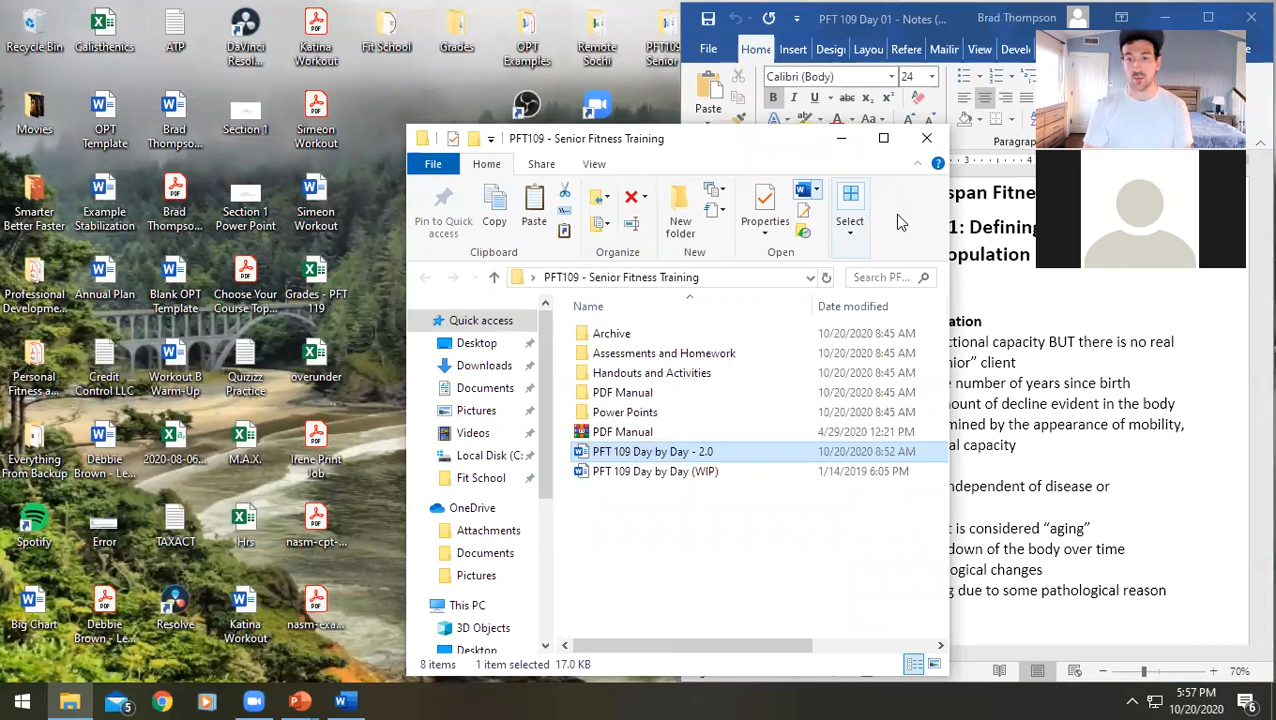 Recycle Bin
Calisthenics
ATP
DaVinci
Resol...
Katina
Workout
Fit School
Grades
OPT
Examples
Remote
Sochi
PFT109
Senior
Movies
OPT
Template
Brad
Thompso...
Section 1
Simeon
Workout
Smarter
Better Faster
Example
Stabilization
Brad
Thompso...
Section 1
Power Point
Simeon
Workout
Professional
Developme...
Annual Plan
Blank OPT
Template
Choose Your
Course Top...
Grades - PFT
119
Personal
Fitness a...
Credit
Control LLC
Workout B
Warm-Up
Quizizz
Practice
overunder
Everything
From Backup
Debbie
Brown - Le...
2020-08-06...
M.A.X.
Irene Print
Job
Spotify
Error
TAXACT
Hrs
nasm-cpt-...
Big Chart
Debbie
Brown - Le...
Resolve
Katina
Workout
nasm-exa...
PFT 109 Day 01 - Notes (...
Brad Thompson
File
Home
Insert
Desig
Layou
Refere
Mailir
View
Develo
Calibri (Body)
24
Paste
B I U abc x₂ x²
Aa
Paragra
PFT109 - Senior Fitness Training
File
Home
Share
View
Pin to Quick
access
Copy
Paste
Clipboard
Organize
New
folder
New
Properties
Open
Select
PFT109 - Senior Fitness Training
Search PF...
Name
Date modified
Archive 10/20/2020 8:45 AM
Assessments and Homework 10/20/2020 8:45 AM
Handouts and Activities 10/20/2020 8:45 AM
PDF Manual 10/20/2020 8:45 AM
Power Points 10/20/2020 8:45 AM
PDF Manual 4/29/2020 12:21 PM
PFT 109 Day by Day - 2.0 10/20/2020 8:52 AM
PFT 109 Day by Day (WIP) 1/14/2019 6:05 PM
Quick access
Desktop
Downloads
Documents
Pictures
Videos
Local Disk (C:
Fit School
OneDrive
Attachments
Documents
Pictures
This PC
3D Objects
Desktop
8 items 1 item selected 17.0 KB
span Fitne
1: Defining
opulation
ation
ctional capacity BUT there is no real
nior” client
e number of years since birth
ount of decline evident in the body
mined by the appearance of mobility,
al capacity
ndependent of disease or
t is considered “aging”
down of the body over time
ogical changes
g due to some pathological reason
70%
5
5:57 PM
10/20/2020
6